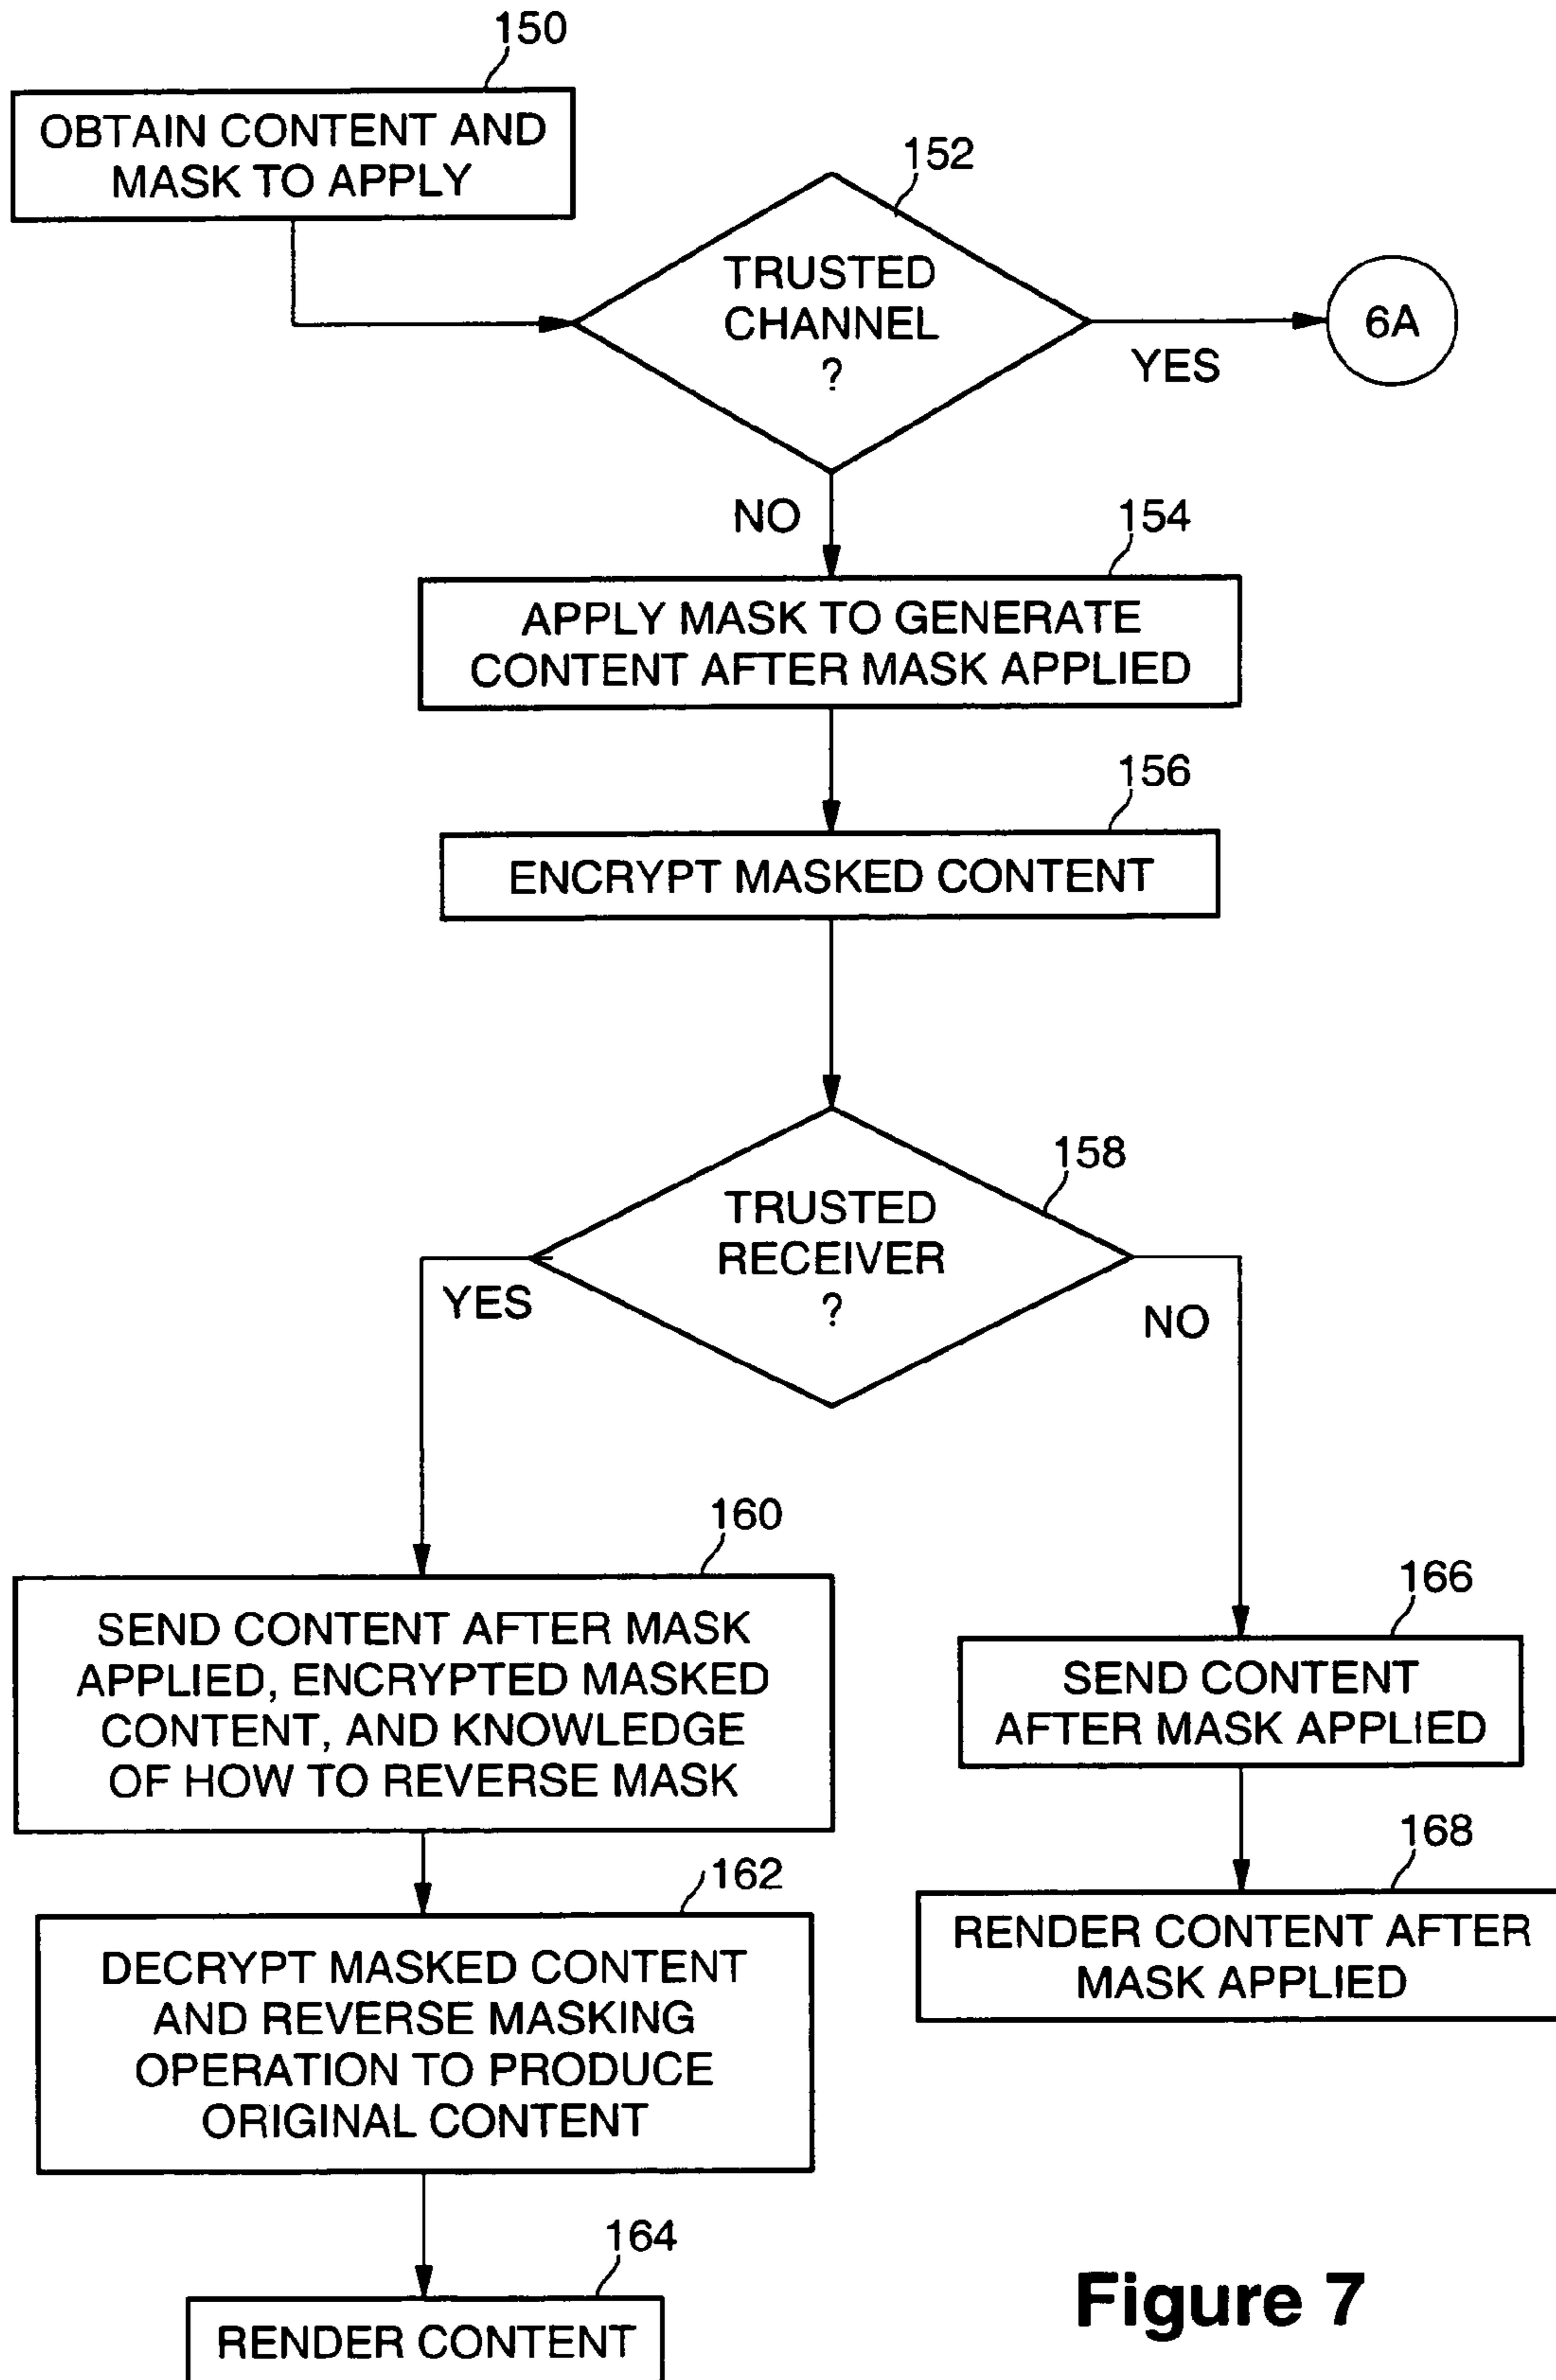 150
OBTAIN CONTENT AND
MASK TO APPLY
152
TRUSTED
CHANNEL
?
YES
6A
NO
154
APPLY MASK TO GENERATE
CONTENT AFTER MASK APPLIED
156
ENCRYPT MASKED CONTENT
158
TRUSTED
RECEIVER
?
YES
NO
160
SEND CONTENT AFTER MASK
APPLIED, ENCRYPTED MASKED
CONTENT, AND KNOWLEDGE
OF HOW TO REVERSE MASK
166
SEND CONTENT
AFTER MASK APPLIED
162
DECRYPT MASKED CONTENT
AND REVERSE MASKING
OPERATION TO PRODUCE
ORIGINAL CONTENT
168
RENDER CONTENT AFTER
MASK APPLIED
164
RENDER CONTENT
Figure 7